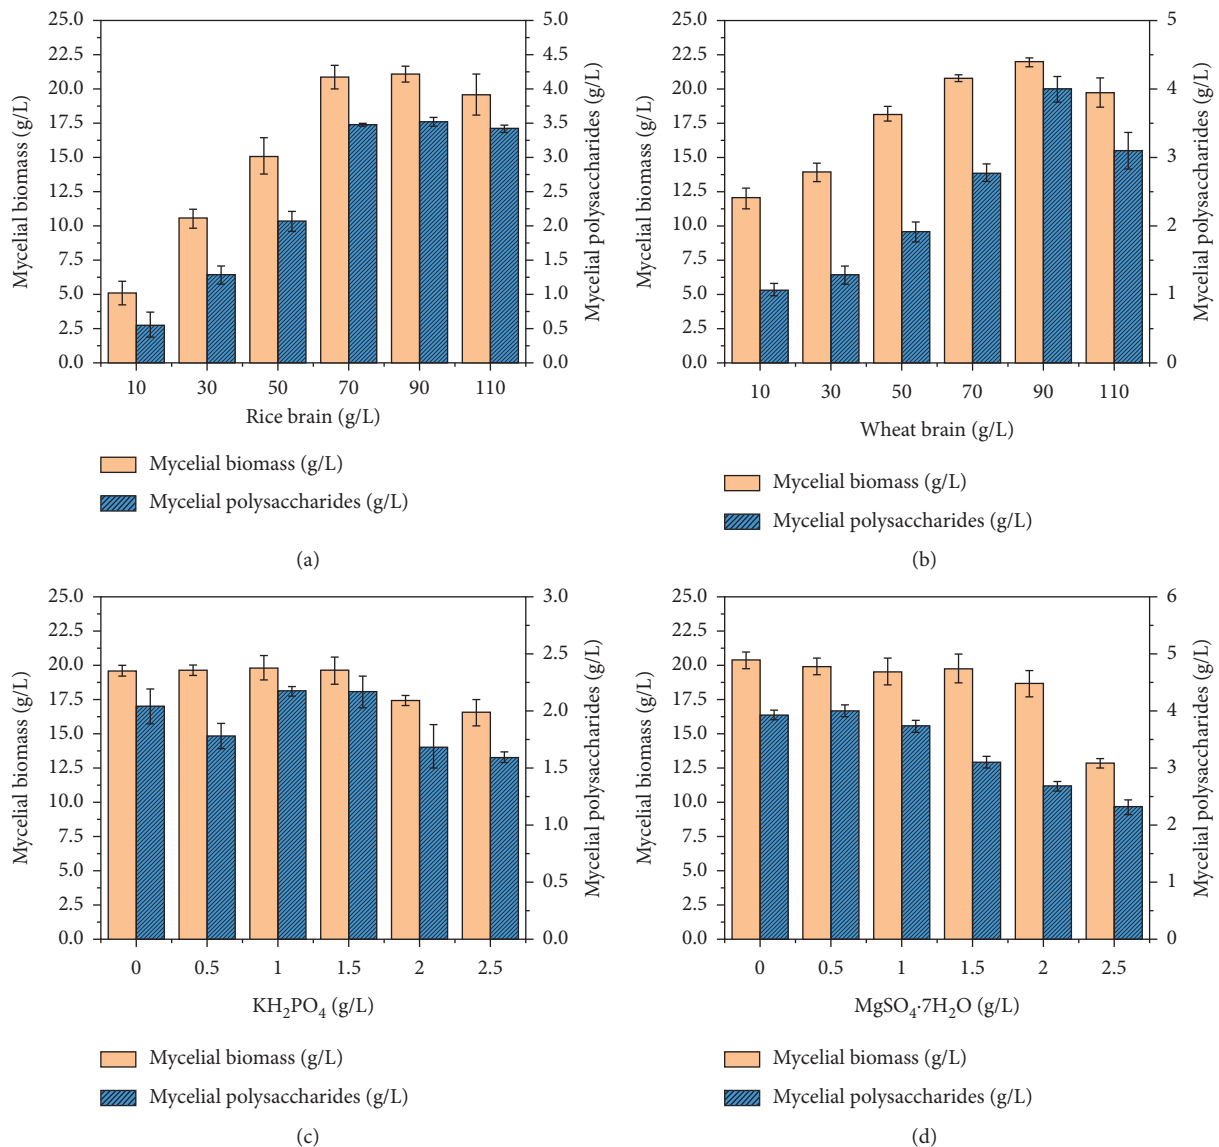 25.0
22.5
20.0
17.5
15.0
12.5
10.0
7.5
5.0
2.5
0.0
Mycelial biomass (g/L)
5.0
4.5
4.0
3.5
3.0
2.5
2.0
1.5
1.0
0.5
0.0
Mycelial polysaccharides (g/L)
10 30 50 70 90 110
Rice brain (g/L)
Mycelial biomass (g/L)
Mycelial polysaccharides (g/L)
(a)
25.0
22.5
20.0
17.5
15.0
12.5
10.0
7.5
5.0
2.5
0.0
Mycelial biomass (g/L)
5
4
3
2
1
0
Mycelial polysaccharides (g/L)
10 30 50 70 90 110
Wheat brain (g/L)
Mycelial biomass (g/L)
Mycelial polysaccharides (g/L)
(b)
25.0
22.5
20.0
17.5
15.0
12.5
10.0
7.5
5.0
2.5
0.0
Mycelial biomass (g/L)
3.0
2.5
2.0
1.5
1.0
0.5
0.0
Mycelial polysaccharides (g/L)
0 0.5 1 1.5 2 2.5
KH₂PO₄ (g/L)
Mycelial biomass (g/L)
Mycelial polysaccharides (g/L)
(c)
25.0
22.5
20.0
17.5
15.0
12.5
10.0
7.5
5.0
2.5
0.0
Mycelial biomass (g/L)
6
5
4
3
2
1
0
Mycelial polysaccharides (g/L)
0 0.5 1 1.5 2 2.5
MgSO₄·7H₂O (g/L)
Mycelial biomass (g/L)
Mycelial polysaccharides (g/L)
(d)